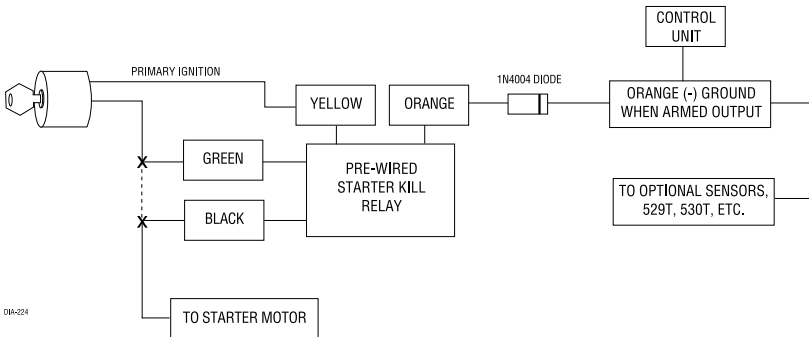 CONTROL
UNIT
PRIMARY IGNITION
1N4004 DIODE
YELLOW
ORANGE
ORANGE (-) GROUND
WHEN ARMED OUTPUT
X
GREEN
PRE-WIRED
STARTER KILL
RELAY
TO OPTIONAL SENSORS,
529T, 530T, ETC.
X
BLACK
DIA-224
TO STARTER MOTOR